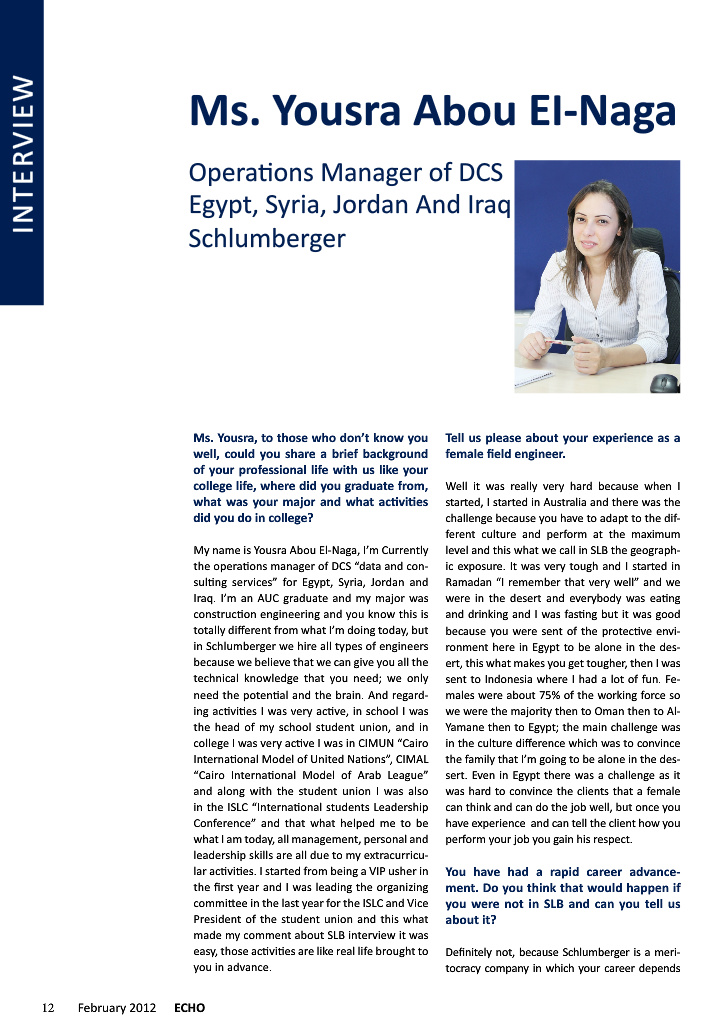 INTERVIEW
Ms. Yousra Abou El-Naga
Operations Manager of DCS
Egypt, Syria, Jordan And Iraq
Schlumberger
Ms. Yousra, to those who don't know you
well, could you share a brief background
of your professional life with us like your
college life, where did you graduate from,
what was your major and what activities
did you do in college?
My name is Yousra Abou El-Naga, I'm Currently
the operations manager of DCS "data and con-
sulting services" for Egypt, Syria, Jordan and
Iraq. I'm an AUC graduate and my major was
construction engineering and you know this is
totally different from what I'm doing today, but
in Schlumberger we hire all types of engineers
because we believe that we can give you all the
technical knowledge that you need; we only
need the potential and the brain. And regard-
ing activities I was very active, in school I was
the head of my school student union, and in
college I was very active I was in CIMUN "Cairo
International Model of United Nations", CIMAL
"Cairo International Model of Arab League"
and along with the student union I was also
in the ISLC "International students Leadership
Conference" and that what helped me to be
what I am today, all management, personal and
leadership skills are all due to my extracurricu-
lar activities. I started from being a VIP usher in
the first year and I was leading the organizing
committee in the last year for the ISLC and Vice
President of the student union and this what
made my comment about SLB interview it was
easy, those activities are like real life brought to
you in advance.
Tell us please about your experience as a
female field engineer.
Well it was really very hard because when I
started, I started in Australia and there was the
challenge because you have to adapt to the dif-
ferent culture and perform at the maximum
level and this what we call in SLB the geograph-
ic exposure. It was very tough and I started in
Ramadan "I remember that very well" and we
were in the desert and everybody was eating
and drinking and I was fasting but it was good
because you were sent of the protective envi-
ronment here in Egypt to be alone in the des-
ert, this what makes you get tougher, then I was
sent to Indonesia where I had a lot of fun. Fe-
males were about 75% of the working force so
we were the majority then to Oman then to Al-
Yamane then to Egypt; the main challenge was
in the culture difference which was to convince
the family that I'm going to be alone in the des-
sert. Even in Egypt there was a challenge as it
was hard to convince the clients that a female
can think and can do the job well, but once you
have experience and can tell the client how you
perform your job you gain his respect.
You have had a rapid career advance-
ment. Do you think that would happen if
you were not in SLB and can you tell us
about it?
Definitely not, because Schlumberger is a meri-
tocracy company in which your career depends
12 February 2012 ECHO